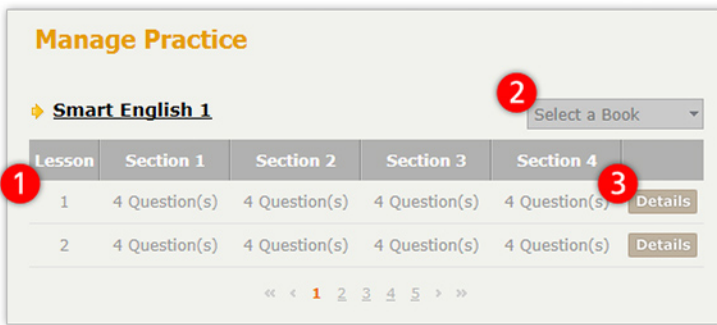 Manage Practice
Smart English 1
2
Select a Book
Lesson Section 1 Section 2 Section 3 Section 4
1
3
1 4 Question(s) 4 Question(s) 4 Question(s) 4 Question(s) Details
2 4 Question(s) 4 Question(s) 4 Question(s) 4 Question(s) Details
« ‹ 1 2 3 4 5 › »